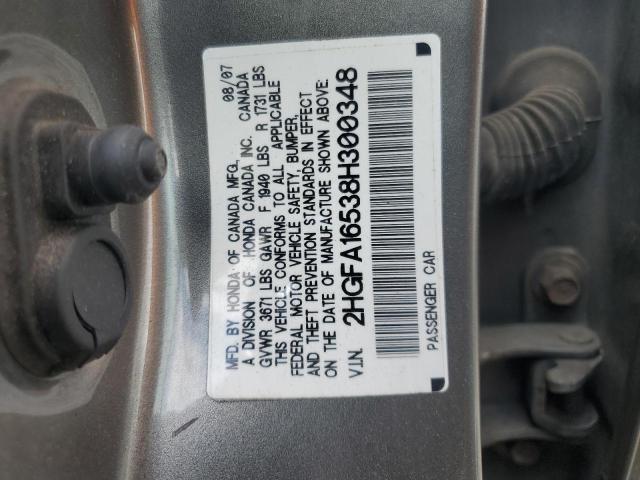 MFD. BY HONDA OF CANADA MFG. 08/07
A DIVISION OF HONDA CANADA INC. CANADA
GVWR 3671 LBS GAWR F 1940 LBS R 1731 LBS
THIS VEHICLE CONFORMS TO ALL APPLICABLE
FEDERAL MOTOR VEHICLE SAFETY, BUMPER,
AND THEFT PREVENTION STANDARDS IN EFFECT
ON THE DATE OF MANUFACTURE SHOWN ABOVE.
V.I.N. 2HGFA16538H300348
PASSENGER CAR